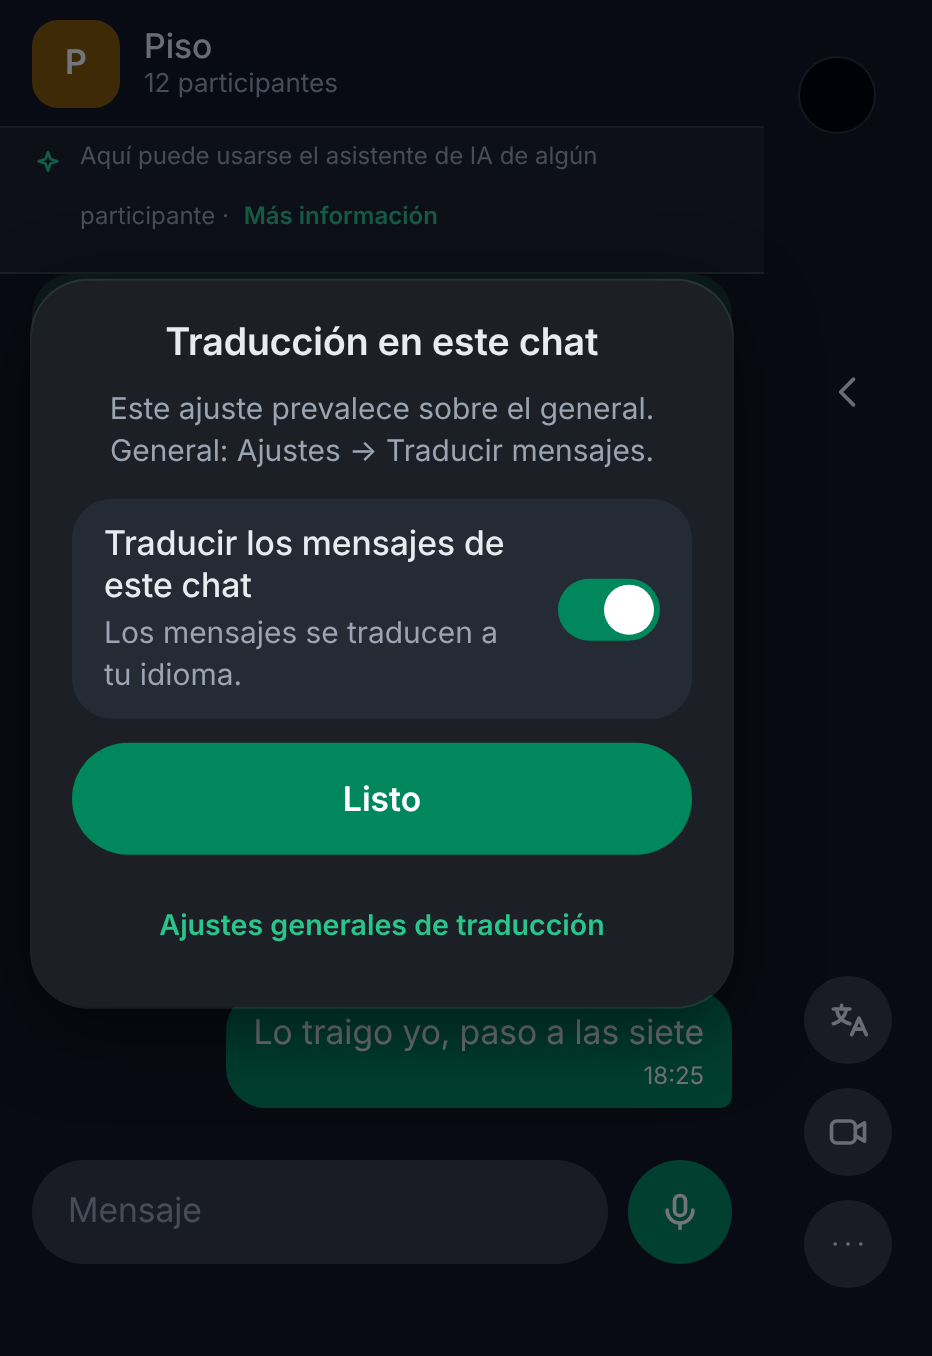 P
Piso
12 participantes
Aquí puede usarse el asistente de IA de algún
participante · Más información
Traducción en este chat
Este ajuste prevalece sobre el general.
General: Ajustes → Traducir mensajes.
Traducir los mensajes de
este chat
Los mensajes se traducen a
tu idioma.
Listo
Ajustes generales de traducción
Lo traigo yo, paso a las siete
18:25
Mensaje